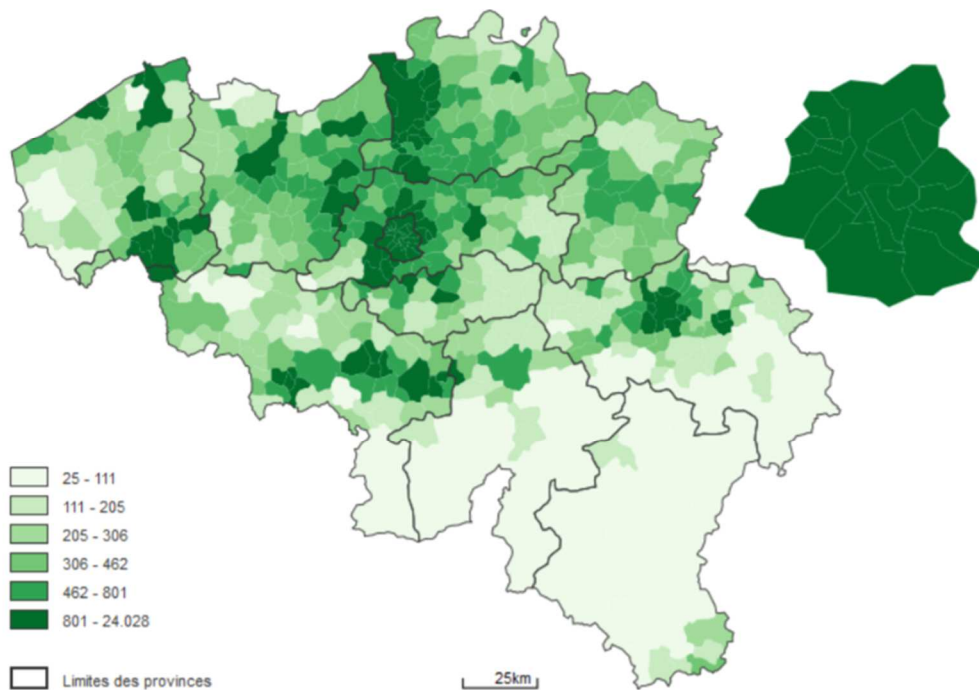 25 - 111
111 - 205
205 - 306
306 - 462
462 - 801
801 - 24.028
Limites des provinces
25km